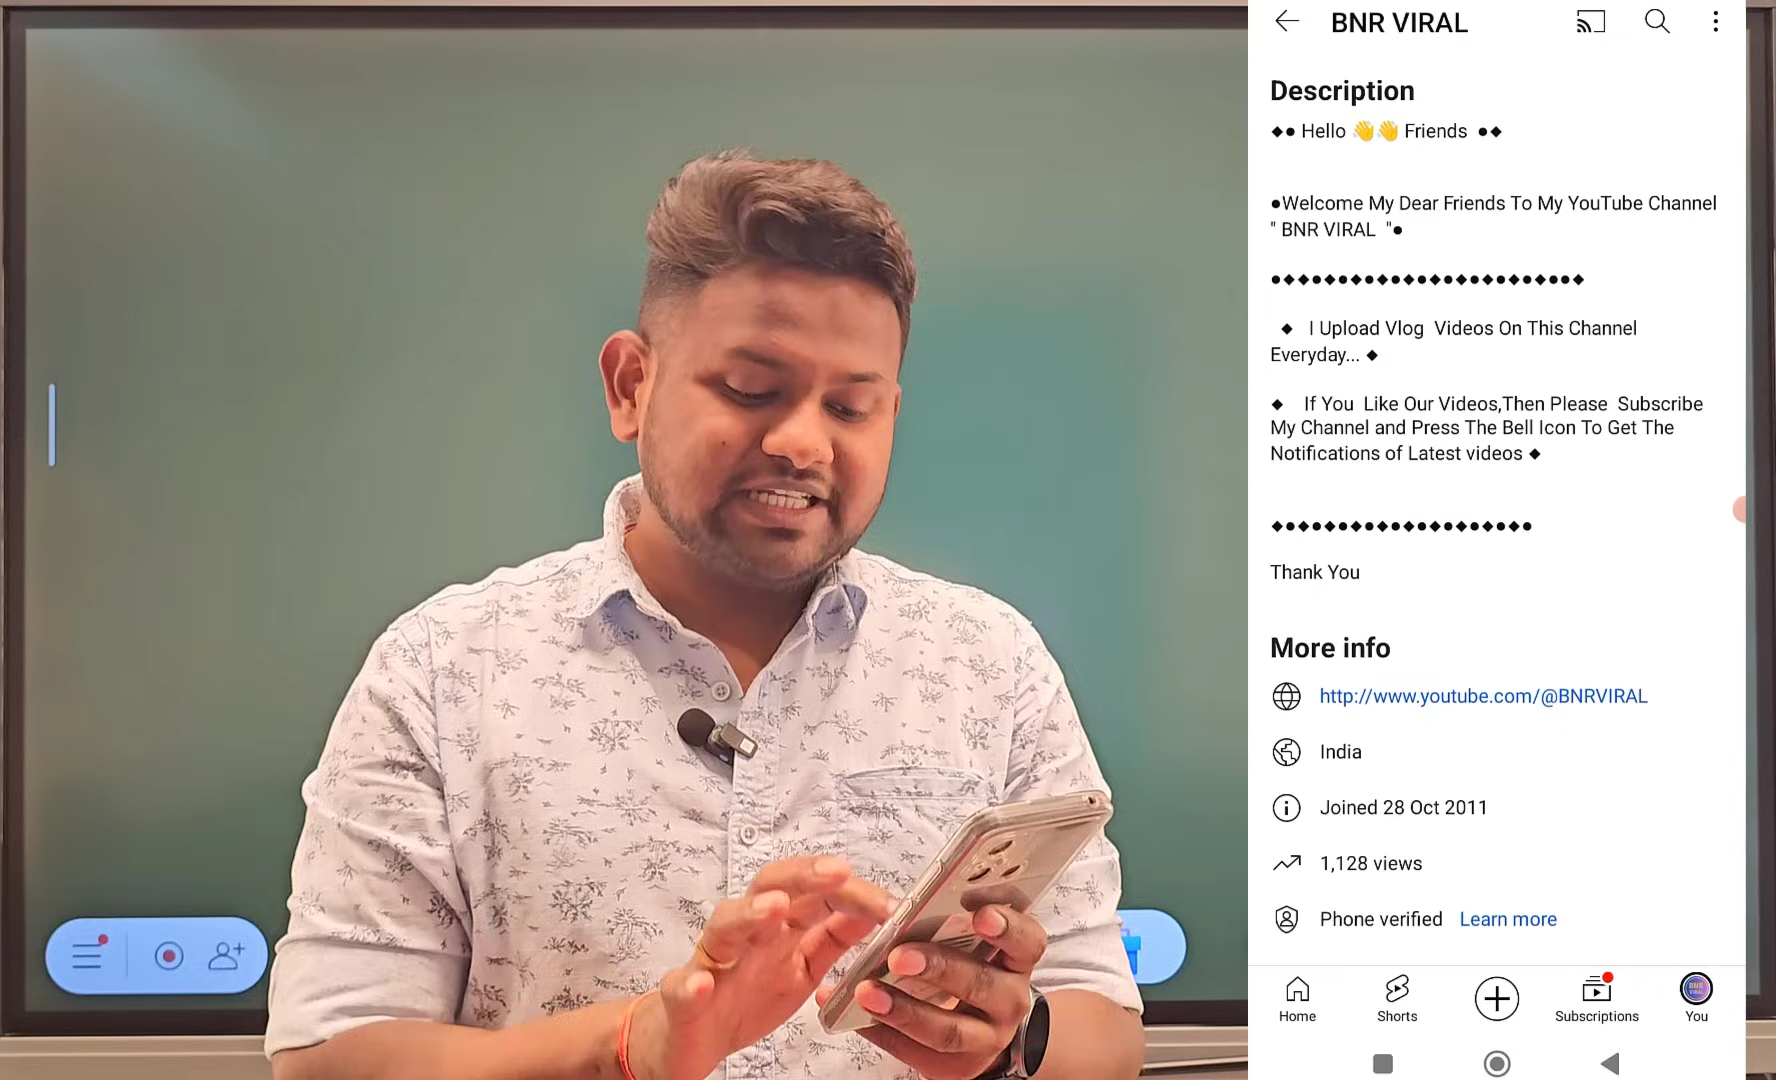 BNR VIRAL
Description
◆● Hello 👋👋 Friends ●◆
●Welcome My Dear Friends To My YouTube Channel
" BNR VIRAL "●
●◆◆◆◆●◆●◆●◆●◆●◆●◆●◆●◆●●◆
◆ I Upload Vlog Videos On This Channel
Everyday... ◆
◆ If You Like Our Videos,Then Please Subscribe
My Channel and Press The Bell Icon To Get The
Notifications of Latest videos ◆
◆●◆●◆●◆●◆●◆●◆●◆●◆●◆●
Thank You
More info
http://www.youtube.com/@BNRVIRAL
India
Joined 28 Oct 2011
1,128 views
Phone verified Learn more
Home Shorts Subscriptions You